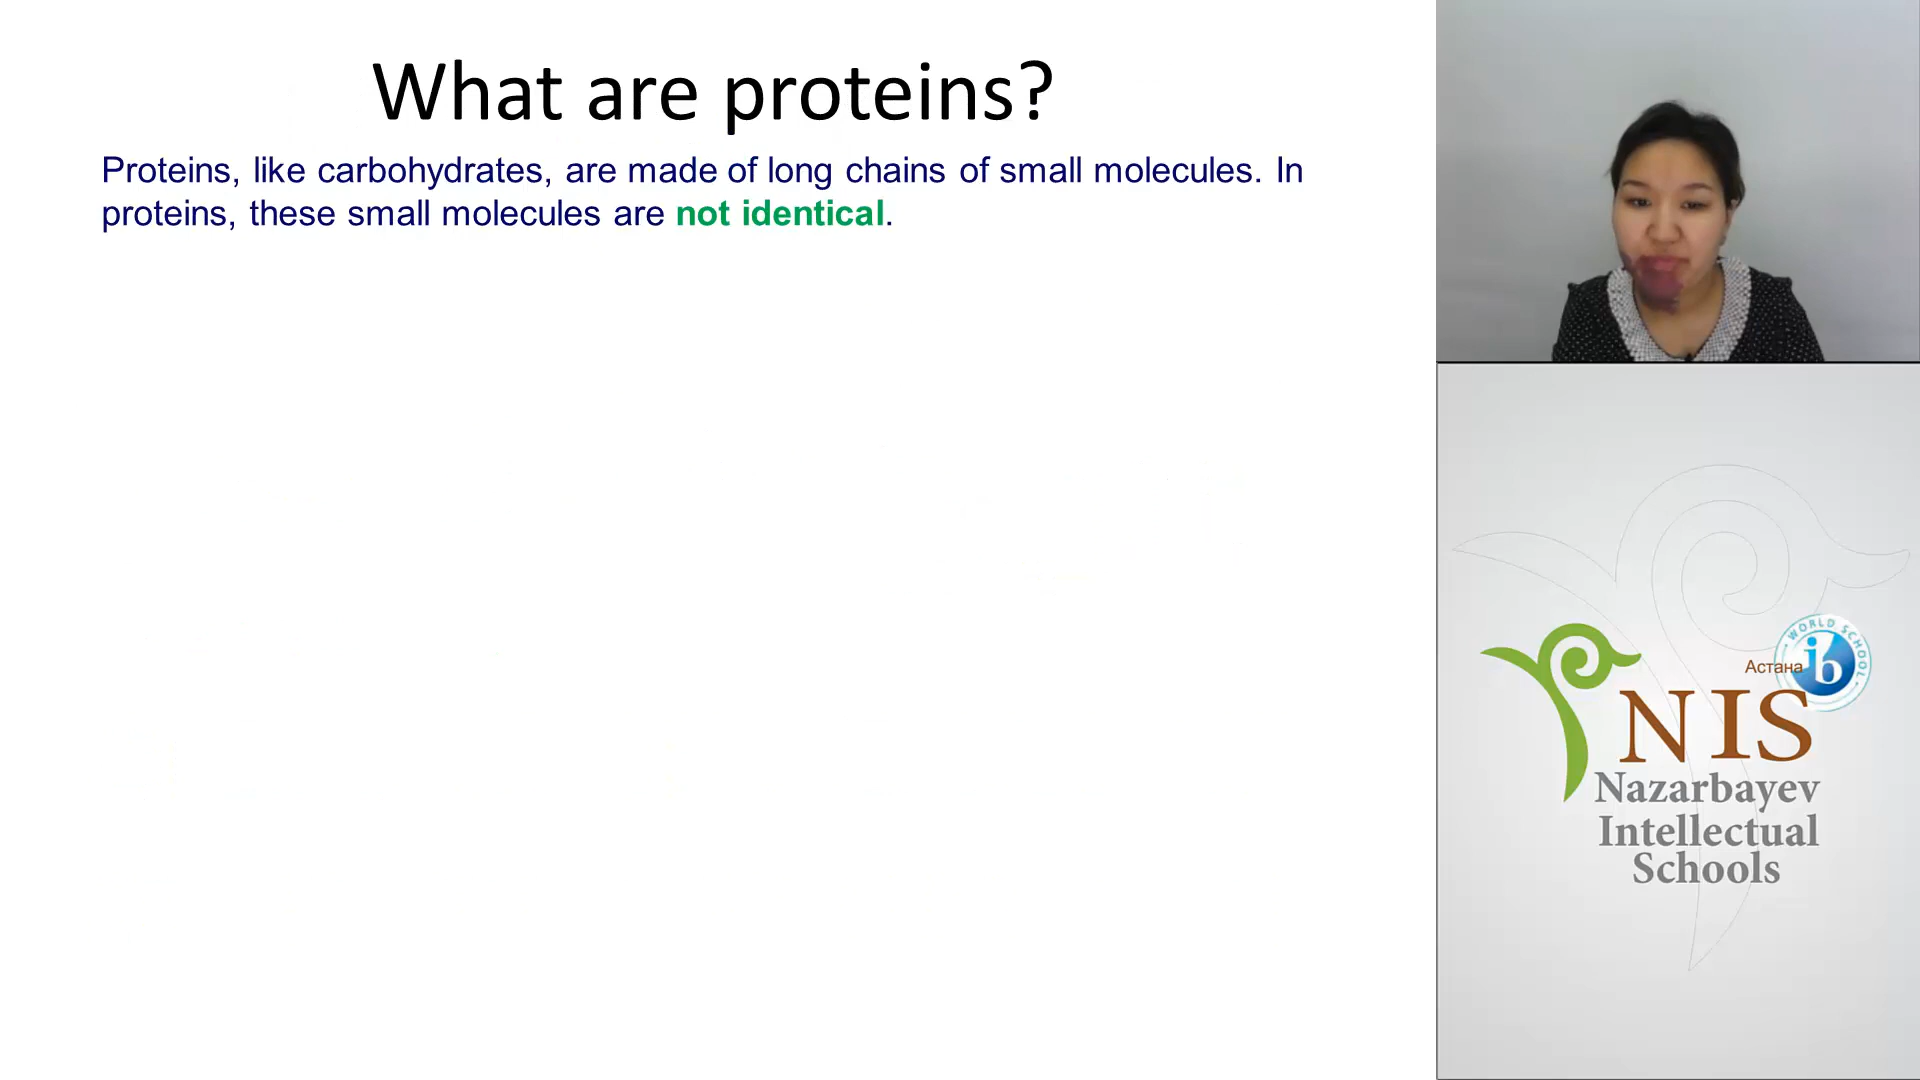 What are proteins?
Proteins, like carbohydrates, are made of long chains of small molecules. In
proteins, these small molecules are not identical.
WORLD SCHOOL
ib
Астана
NIS
Nazarbayev
Intellectual
Schools